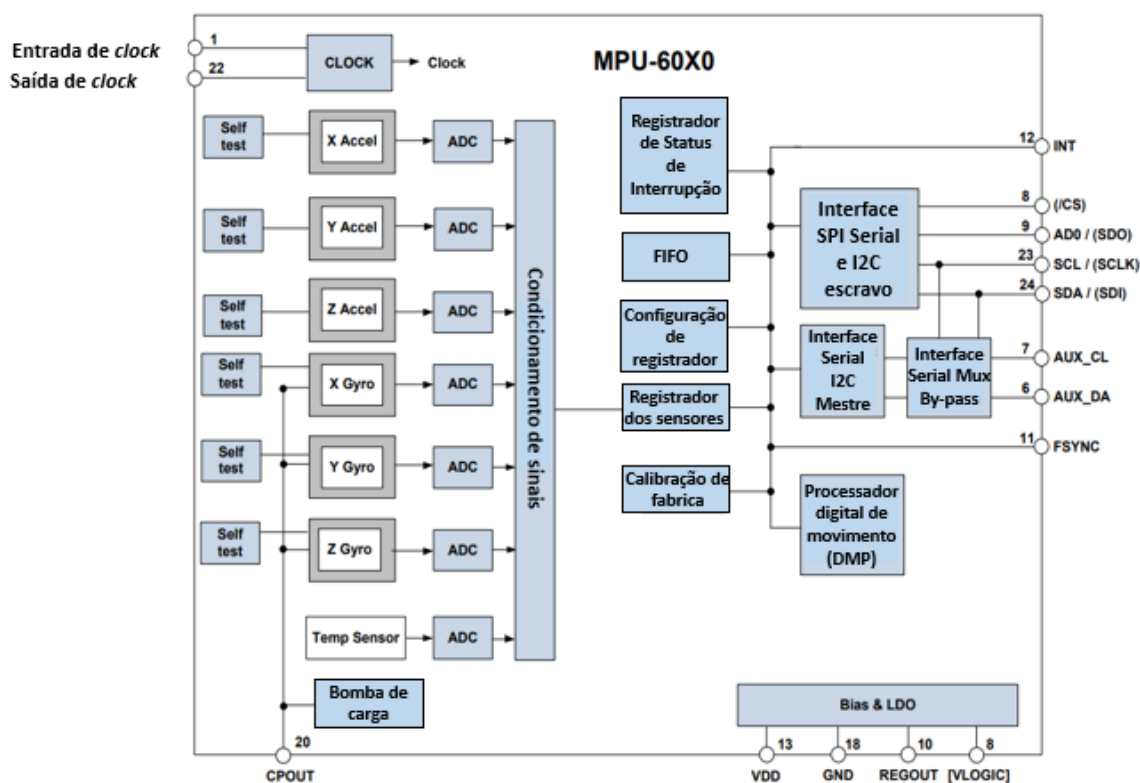 Entrada de clock
Saída de clock
1
22
CLOCK
Clock
MPU-60X0
Self
test
X Accel
ADC
Self
test
Y Accel
ADC
Self
test
Z Accel
ADC
Self
test
X Gyro
ADC
Self
test
Y Gyro
ADC
Self
test
Z Gyro
ADC
Temp Sensor
ADC
Condicionamento de sinais
Bomba de
carga
20
CPOUT
Registrador
de Status
de
Interrupção
FIFO
Configuração
de
registrador
Registrador
dos sensores
Calibração de
fabrica
Interface
SPI Serial
e I2C
escravo
Interface
Serial
I2C
Mestre
Interface
Serial Mux
By-pass
Processador
digital de
movimento
(DMP)
12
INT
8
(/CS)
9
AD0 / (SDO)
23
SCL / (SCLK)
24
SDA / (SDI)
7
AUX_CL
6
AUX_DA
11
FSYNC
Bias & LDO
13
18
10
8
VDD
GND
REGOUT
[VLOGIC]